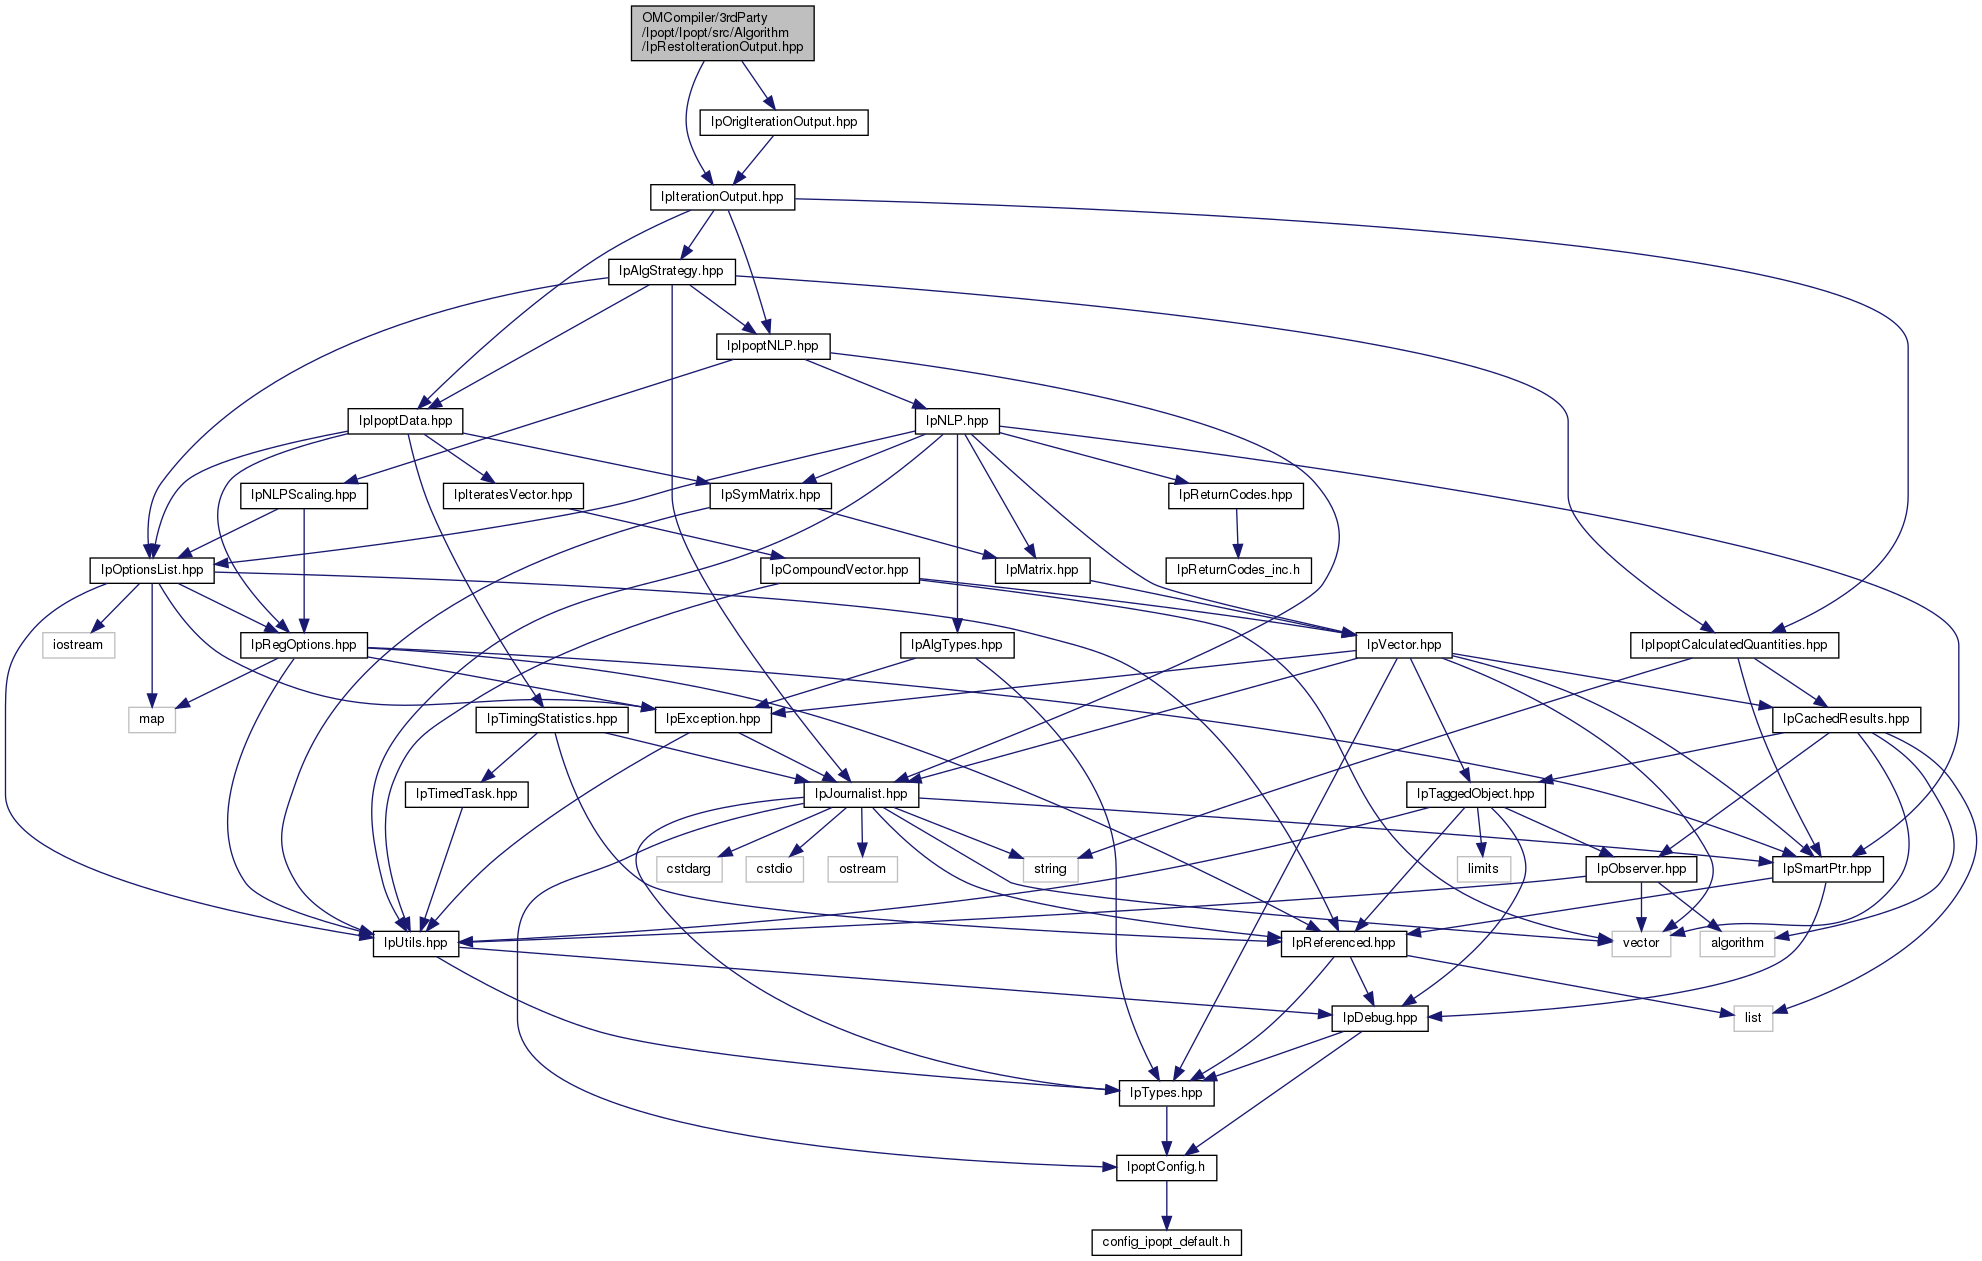 OMCompiler/3rdParty
/Ipopt/Ipopt/src/Algorithm
/IpRestoIterationOutput.hpp
IpOrigIterationOutput.hpp
IpIterationOutput.hpp
IpAlgStrategy.hpp
IpIpoptNLP.hpp
IpIpoptData.hpp
IpNLP.hpp
IpNLPScaling.hpp
IpIteratesVector.hpp
IpSymMatrix.hpp
IpReturnCodes.hpp
IpOptionsList.hpp
IpCompoundVector.hpp
IpMatrix.hpp
IpReturnCodes_inc.h
iostream
IpRegOptions.hpp
IpAlgTypes.hpp
IpVector.hpp
IpIpoptCalculatedQuantities.hpp
map
IpTimingStatistics.hpp
IpException.hpp
IpCachedResults.hpp
IpTimedTask.hpp
IpJournalist.hpp
IpTaggedObject.hpp
cstdarg
cstdio
ostream
string
limits
IpObserver.hpp
IpSmartPtr.hpp
IpUtils.hpp
IpReferenced.hpp
vector
algorithm
IpDebug.hpp
list
IpTypes.hpp
IpoptConfig.h
config_ipopt_default.h